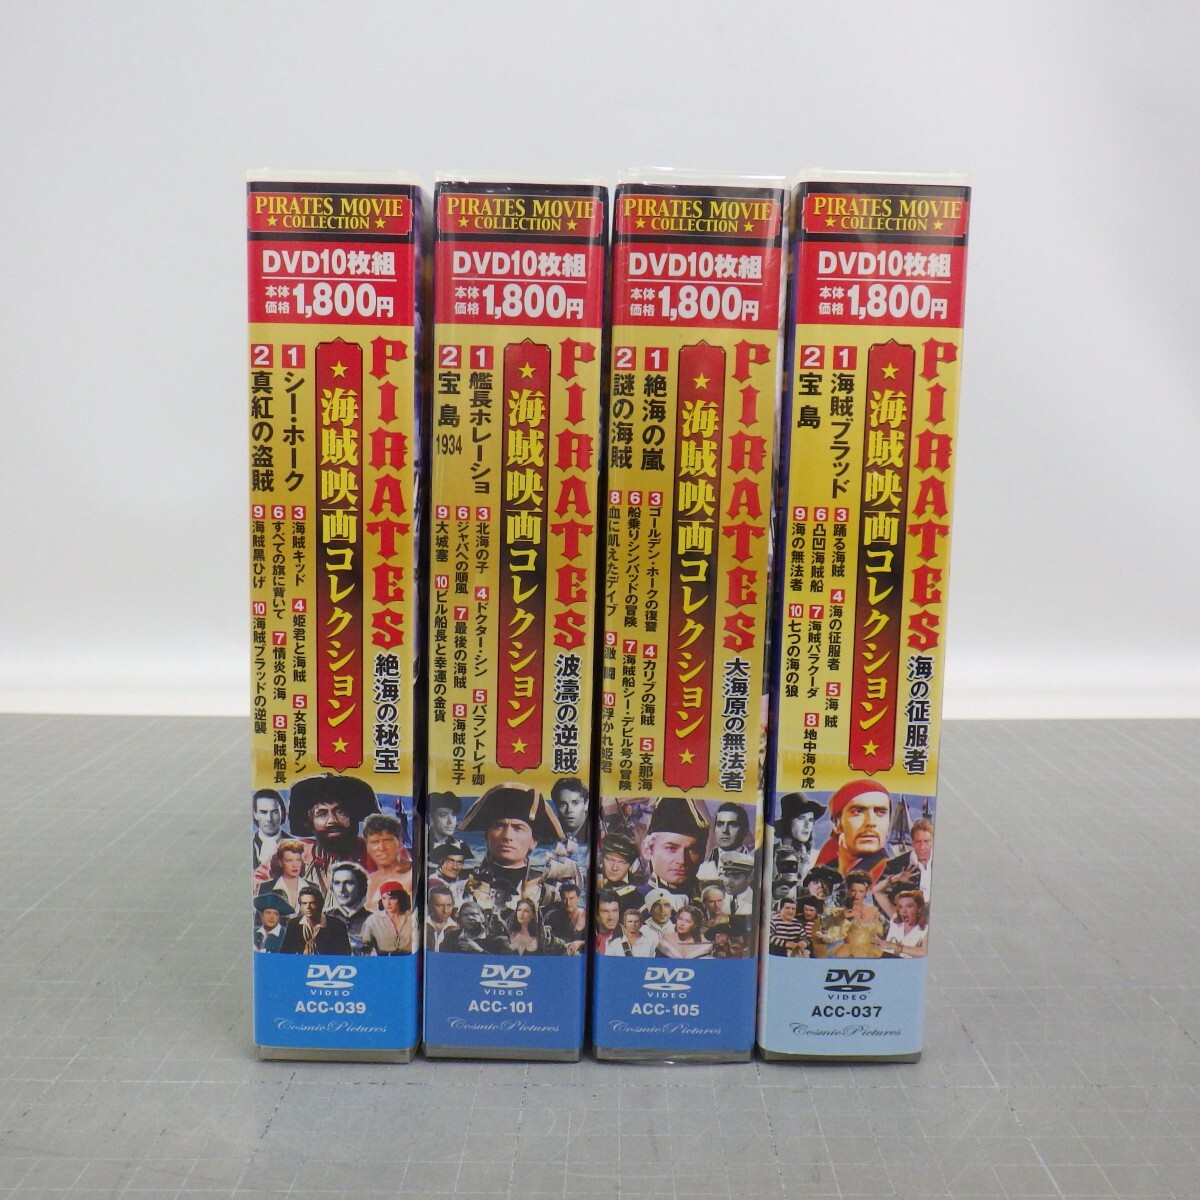 PIRATES MOVIE
★ COLLECTION ★
DVD10枚組
本体価格 1,800円
PIRATES
★ 海賊映画コレクション ★
絶海の秘宝
1 シー・ホーク
2 真紅の盗賊
3 海賊キッド
4 姫君と海賊
5 女海賊アン
6 すべての旗に背いて
7 情炎の海
8 海賊船長
9 海賊黒ひげ
10 海賊ブラッドの逆襲
DVD
VIDEO
ACC-039
Cosmic Pictures
PIRATES MOVIE
★ COLLECTION ★
DVD10枚組
本体価格 1,800円
PIRATES
★ 海賊映画コレクション ★
波濤の逆賊
1 艦長ホレーショ
2 宝島 1934
3 北海の子
4 ドクター・シン
5 バラントレイ卿
6 ジャバへの順風
7 最後の海賊
8 海賊の王子
9 大城塞
10 ビル船長と幸運の金貨
DVD
VIDEO
ACC-101
Cosmic Pictures
PIRATES MOVIE
★ COLLECTION ★
DVD10枚組
本体価格 1,800円
PIRATES
★ 海賊映画コレクション ★
大海原の無法者
1 絶海の嵐
2 謎の海賊
3 ゴールデン・ホークの復讐
4 カリブの海賊
5 支那海
6 船乗りシンバッドの冒険
7 海賊船シー・デビル号の冒険
8 血に飢えたデイブ
9 激闘
10 浮かれ姫君
DVD
VIDEO
ACC-105
Cosmic Pictures
PIRATES MOVIE
★ COLLECTION ★
DVD10枚組
本体価格 1,800円
PIRATES
★ 海賊映画コレクション ★
海の征服者
1 海賊ブラッド
2 宝島
3 踊る海賊
4 海の征服者
5 海賊
6 凸凹海賊船
7 海賊バラクーダ
8 地中海の虎
9 海の無法者
10 七つの海の狼
DVD
VIDEO
ACC-037
Cosmic Pictures